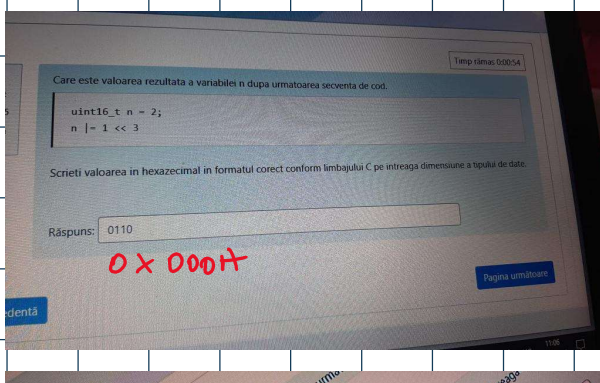 Timp rămas 0:00:54
Care este valoarea rezultata a variabilei n dupa urmatoarea secventa de cod.
uint16_t n = 2;
n |= 1 << 3
Scrieti valoarea in hexazecimal in formatul corect conform limbajului C pe intreaga dimensiune a tipului de date.
Răspuns: 0110
0X000A
Pagina următoare
edentă
11:06